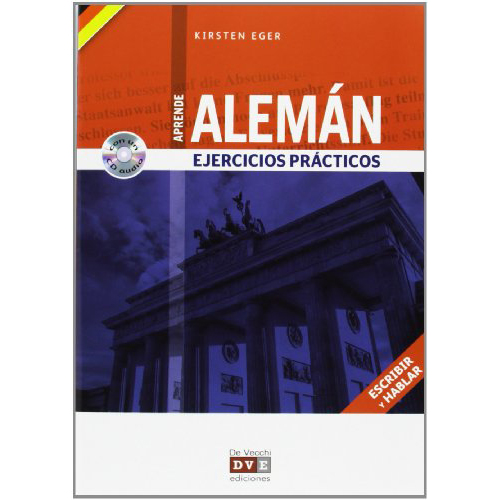 KIRSTEN EGER
APRENDE
ALEMÁN
EJERCICIOS PRÁCTICOS
con un
CD audio
ESCRIBIR
Y HABLAR
De Vecchi
DVE
ediciones